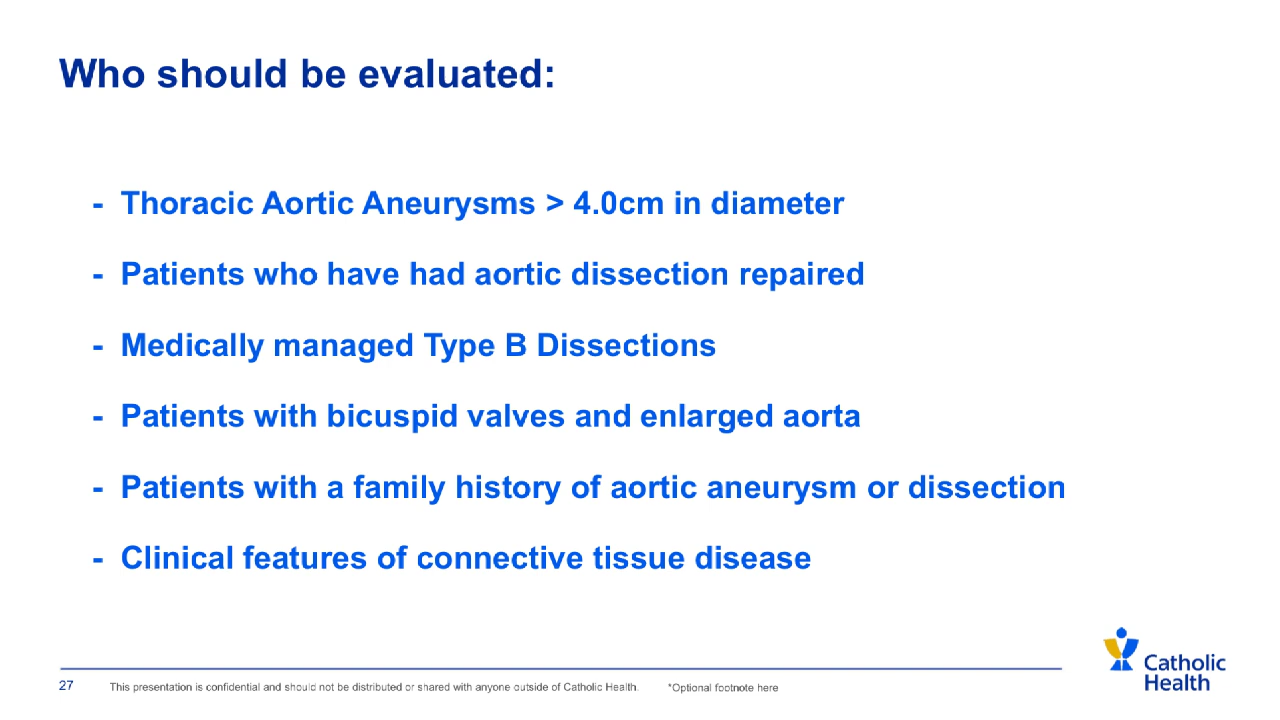 Who should be evaluated:
- Thoracic Aortic Aneurysms > 4.0cm in diameter
- Patients who have had aortic dissection repaired
- Medically managed Type B Dissections
- Patients with bicuspid valves and enlarged aorta
- Patients with a family history of aortic aneurysm or dissection
- Clinical features of connective tissue disease
27 This presentation is confidential and should not be distributed or shared with anyone outside of Catholic Health. *Optional footnote here
Catholic
Health